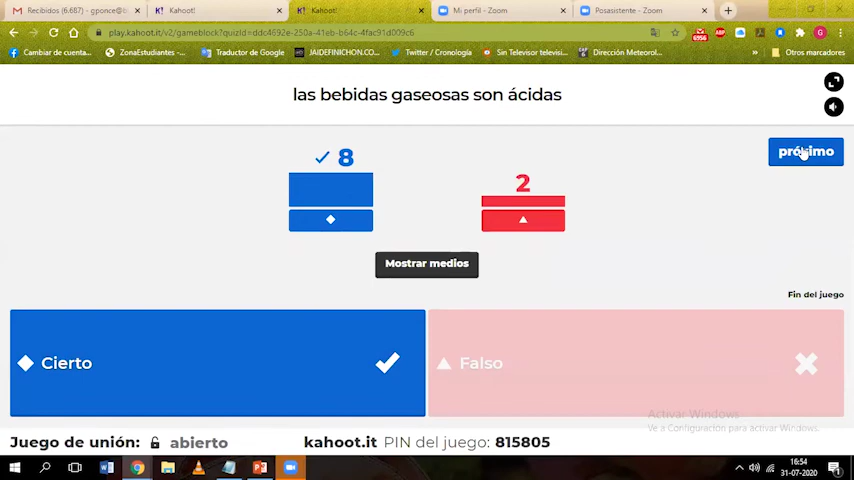 Recibidos (6.687) - gponce@b
Kahoot!
Kahoot!
Mi perfil - Zoom
Posasistente - Zoom
play.kahoot.it/v2/gameblock?quizId=ddc4692e-250a-41eb-b64c-4fac91d009c6
Cambiar de cuenta...
ZonaEstudiantes -...
Traductor de Google
JAIDEFINICHON.CO...
Twitter / Cronología
Sin Televisor televisi...
Dirección Meteorol...
Otros marcadores
las bebidas gaseosas son ácidas
próximo
8
2
Mostrar medios
Fin del juego
Cierto
Falso
Activar Windows
Ve a Configuración para activar Windows.
Juego de unión: abierto
kahoot.it PIN del juego: 815805
16:54
31-07-2020